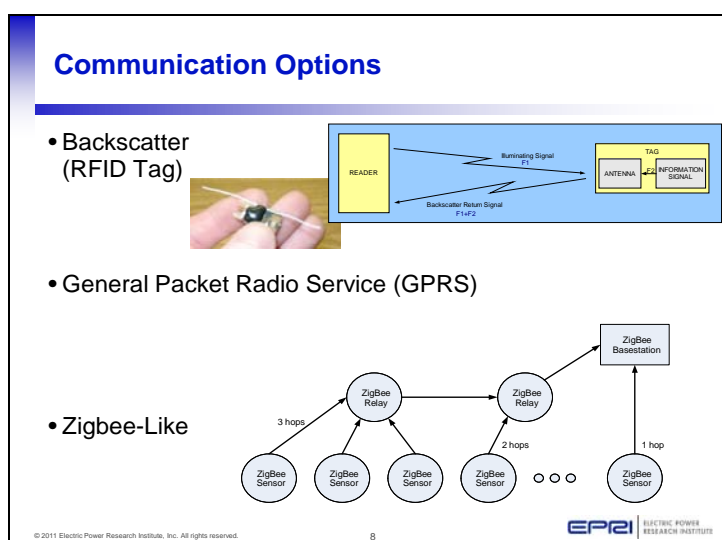 Communication Options
• Backscatter
(RFID Tag)
READER
Illuminating Signal
F1
Backscatter Return Signal
F1+F2
TAG
ANTENNA
F2
INFORMATION
SIGNAL
• General Packet Radio Service (GPRS)
• Zigbee-Like
ZigBee
Basestation
ZigBee
Relay
ZigBee
Relay
3 hops
2 hops
1 hop
ZigBee
Sensor
ZigBee
Sensor
ZigBee
Sensor
ZigBee
Sensor
ZigBee
Sensor
© 2011 Electric Power Research Institute, Inc. All rights reserved.
8
EPRI
ELECTRIC POWER
RESEARCH INSTITUTE